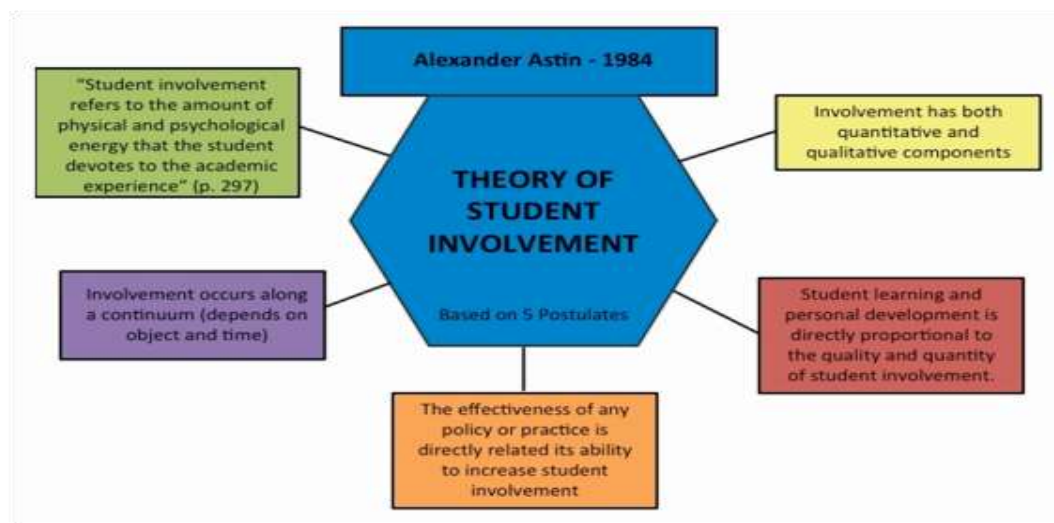 Alexander Astin - 1984
"Student involvement
refers to the amount of
physical and psychological
energy that the student
devotes to the academic
experience" (p. 297)
Involvement has both
quantitative and
qualitative components
THEORY OF
STUDENT
INVOLVEMENT
Based on 5 Postulates
Involvement occurs along
a continuum (depends on
object and time)
Student learning and
personal development is
directly proportional to
the quality and quantity
of student involvement.
The effectiveness of any
policy or practice is
directly related its ability
to increase student
involvement